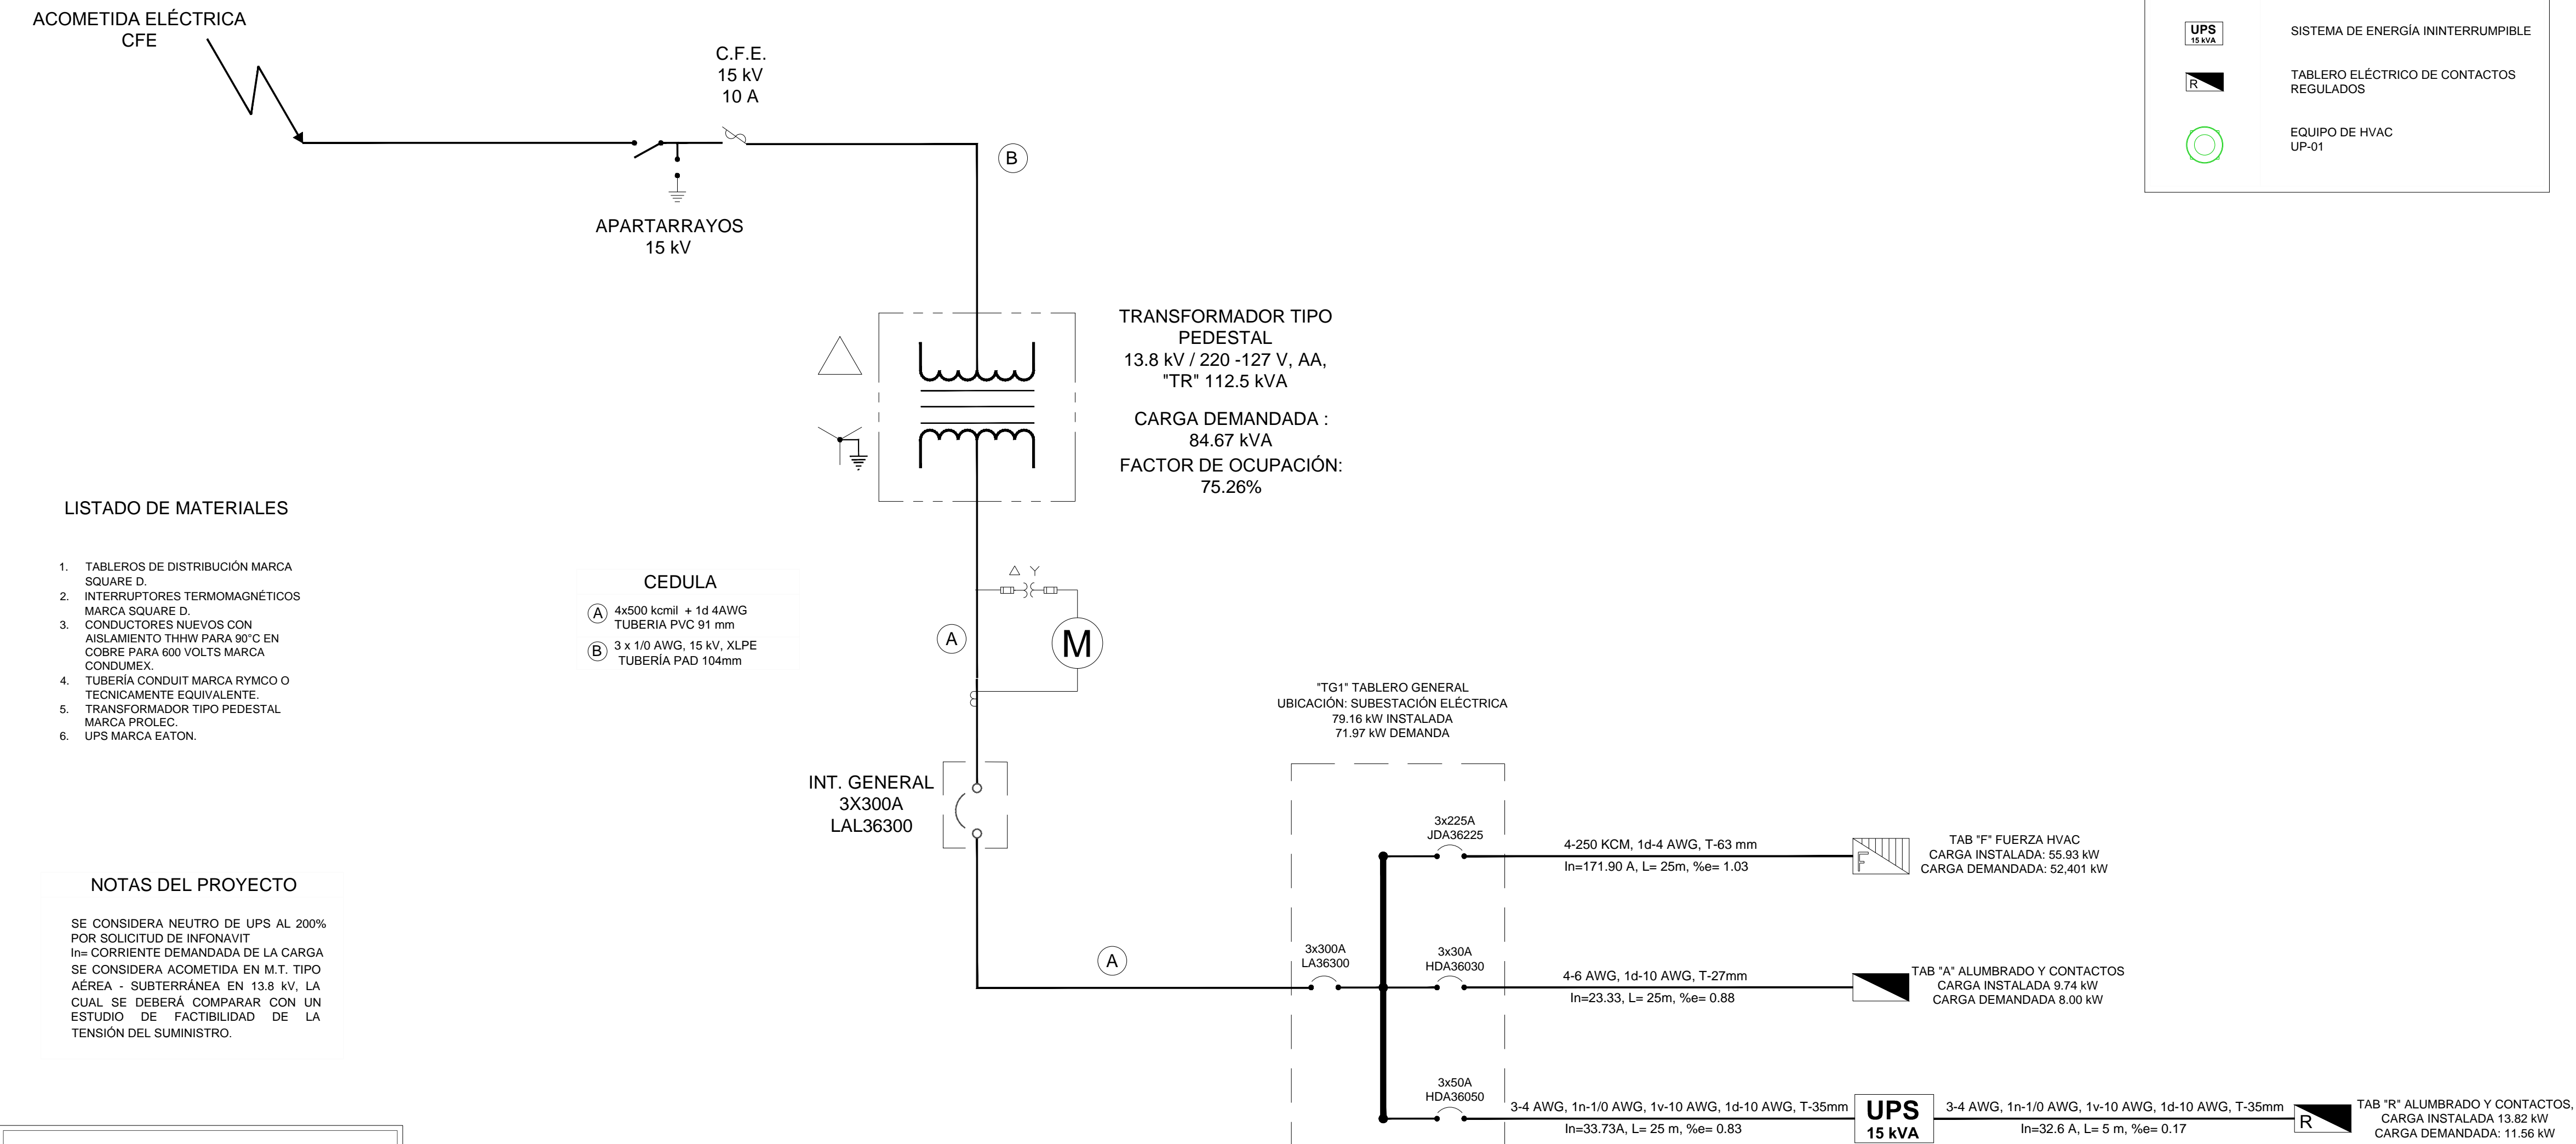 ACOMETIDA ELÉCTRICA
CFE
C.F.E.
15 kV
10 A
B
APARTARRAYOS
15 kV
UPS
15 kVA
SISTEMA DE ENERGÍA ININTERRUMPIBLE
R
TABLERO ELÉCTRICO DE CONTACTOS
REGULADOS
EQUIPO DE HVAC
UP-01
TRANSFORMADOR TIPO
PEDESTAL
13.8 kV / 220 -127 V, AA,
"TR" 112.5 kVA
CARGA DEMANDADA :
84.67 kVA
FACTOR DE OCUPACIÓN:
75.26%
LISTADO DE MATERIALES
1. TABLEROS DE DISTRIBUCIÓN MARCA
SQUARE D.
2. INTERRUPTORES TERMOMAGNÉTICOS
MARCA SQUARE D.
3. CONDUCTORES NUEVOS CON
AISLAMIENTO THHW PARA 90°C EN
COBRE PARA 600 VOLTS MARCA
CONDUMEX.
4. TUBERÍA CONDUIT MARCA RYMCO O
TECNICAMENTE EQUIVALENTE.
5. TRANSFORMADOR TIPO PEDESTAL
MARCA PROLEC.
6. UPS MARCA EATON.
CEDULA
A 4x500 kcmil + 1d 4AWG
TUBERIA PVC 91 mm
B 3 x 1/0 AWG, 15 kV, XLPE
TUBERÍA PAD 104mm
A
M
INT. GENERAL
3X300A
LAL36300
NOTAS DEL PROYECTO
SE CONSIDERA NEUTRO DE UPS AL 200%
POR SOLICITUD DE INFONAVIT
In= CORRIENTE DEMANDADA DE LA CARGA
SE CONSIDERA ACOMETIDA EN M.T. TIPO
AÉREA - SUBTERRÁNEA EN 13.8 kV, LA
CUAL SE DEBERÁ COMPARAR CON UN
ESTUDIO DE FACTIBILIDAD DE LA
TENSIÓN DEL SUMINISTRO.
A
"TG1" TABLERO GENERAL
UBICACIÓN: SUBESTACIÓN ELÉCTRICA
79.16 kW INSTALADA
71.97 kW DEMANDA
3x300A
LA36300
3x225A
JDA36225
4-250 KCM, 1d-4 AWG, T-63 mm
In=171.90 A, L= 25m, %e= 1.03
F
TAB "F" FUERZA HVAC
CARGA INSTALADA: 55.93 kW
CARGA DEMANDADA: 52,401 kW
3x30A
HDA36030
4-6 AWG, 1d-10 AWG, T-27mm
In=23.33, L= 25m, %e= 0.88
TAB "A" ALUMBRADO Y CONTACTOS
CARGA INSTALADA 9.74 kW
CARGA DEMANDADA 8.00 kW
3x50A
HDA36050
3-4 AWG, 1n-1/0 AWG, 1v-10 AWG, 1d-10 AWG, T-35mm
In=33.73A, L= 25 m, %e= 0.83
UPS
15 kVA
3-4 AWG, 1n-1/0 AWG, 1v-10 AWG, 1d-10 AWG, T-35mm
In=32.6 A, L= 5 m, %e= 0.17
R
TAB "R" ALUMBRADO Y CONTACTOS,
CARGA INSTALADA 13.82 kW
CARGA DEMANDADA: 11.56 kW